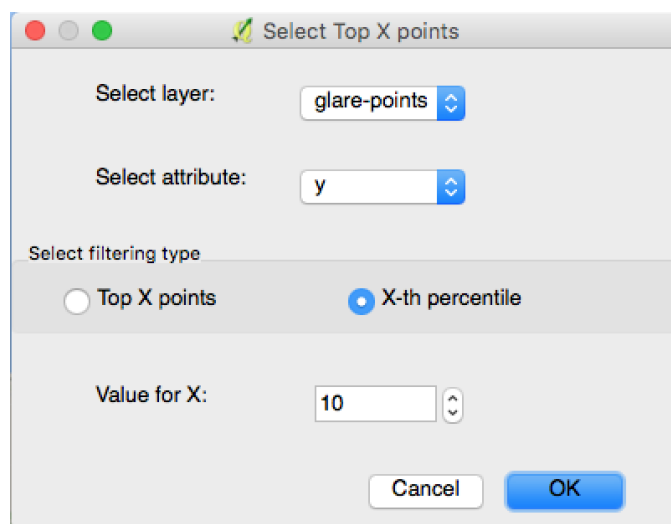 Select Top X points
Select layer:
glare-points
Select attribute:
y
Select filtering type
Top X points
X-th percentile
Value for X:
10
Cancel
OK